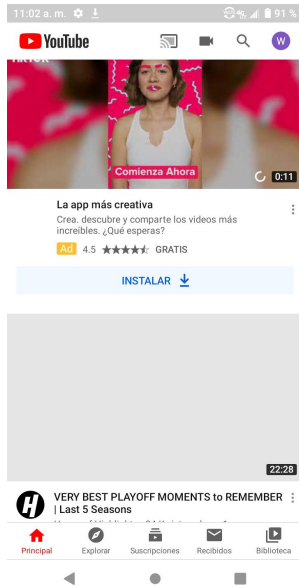 11:02 a. m.
4G
91 %
YouTube
W
TikTok
Comienza Ahora
0:11
La app más creativa
Crea. descubre y comparte los videos más
increíbles. ¿Qué esperas?
Ad 4.5 GRATIS
INSTALAR
22:28
H
VERY BEST PLAYOFF MOMENTS to REMEMBER
| Last 5 Seasons
Principal
Explorar
Suscripciones
Recibidos
Biblioteca